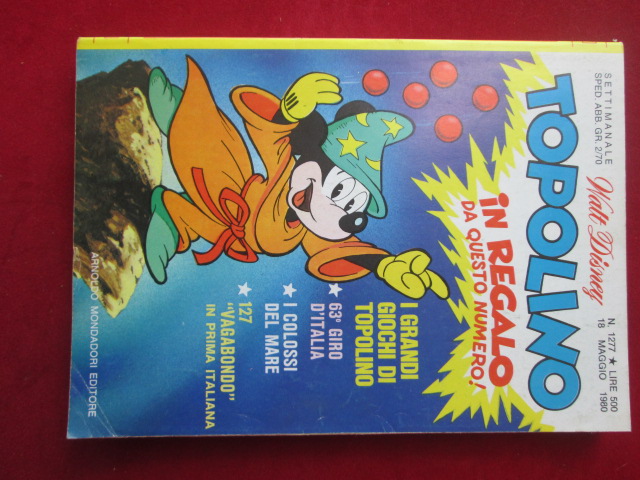 SETTIMANALE
SPED. ABB. GR. 2/70
Walt Disney
N. 1277 ★ LIRE 500
18 MAGGIO 1980
TOPOLINO
IN REGALO
DA QUESTO NUMERO!
I GRANDI
GIOCHI DI
TOPOLINO
★ 63º GIRO
D'ITALIA
★ I COLOSSI
DEL MARE
★ 127
"VAGABONDO"
IN PRIMA ITALIANA
ARNOLDO MONDADORI EDITORE